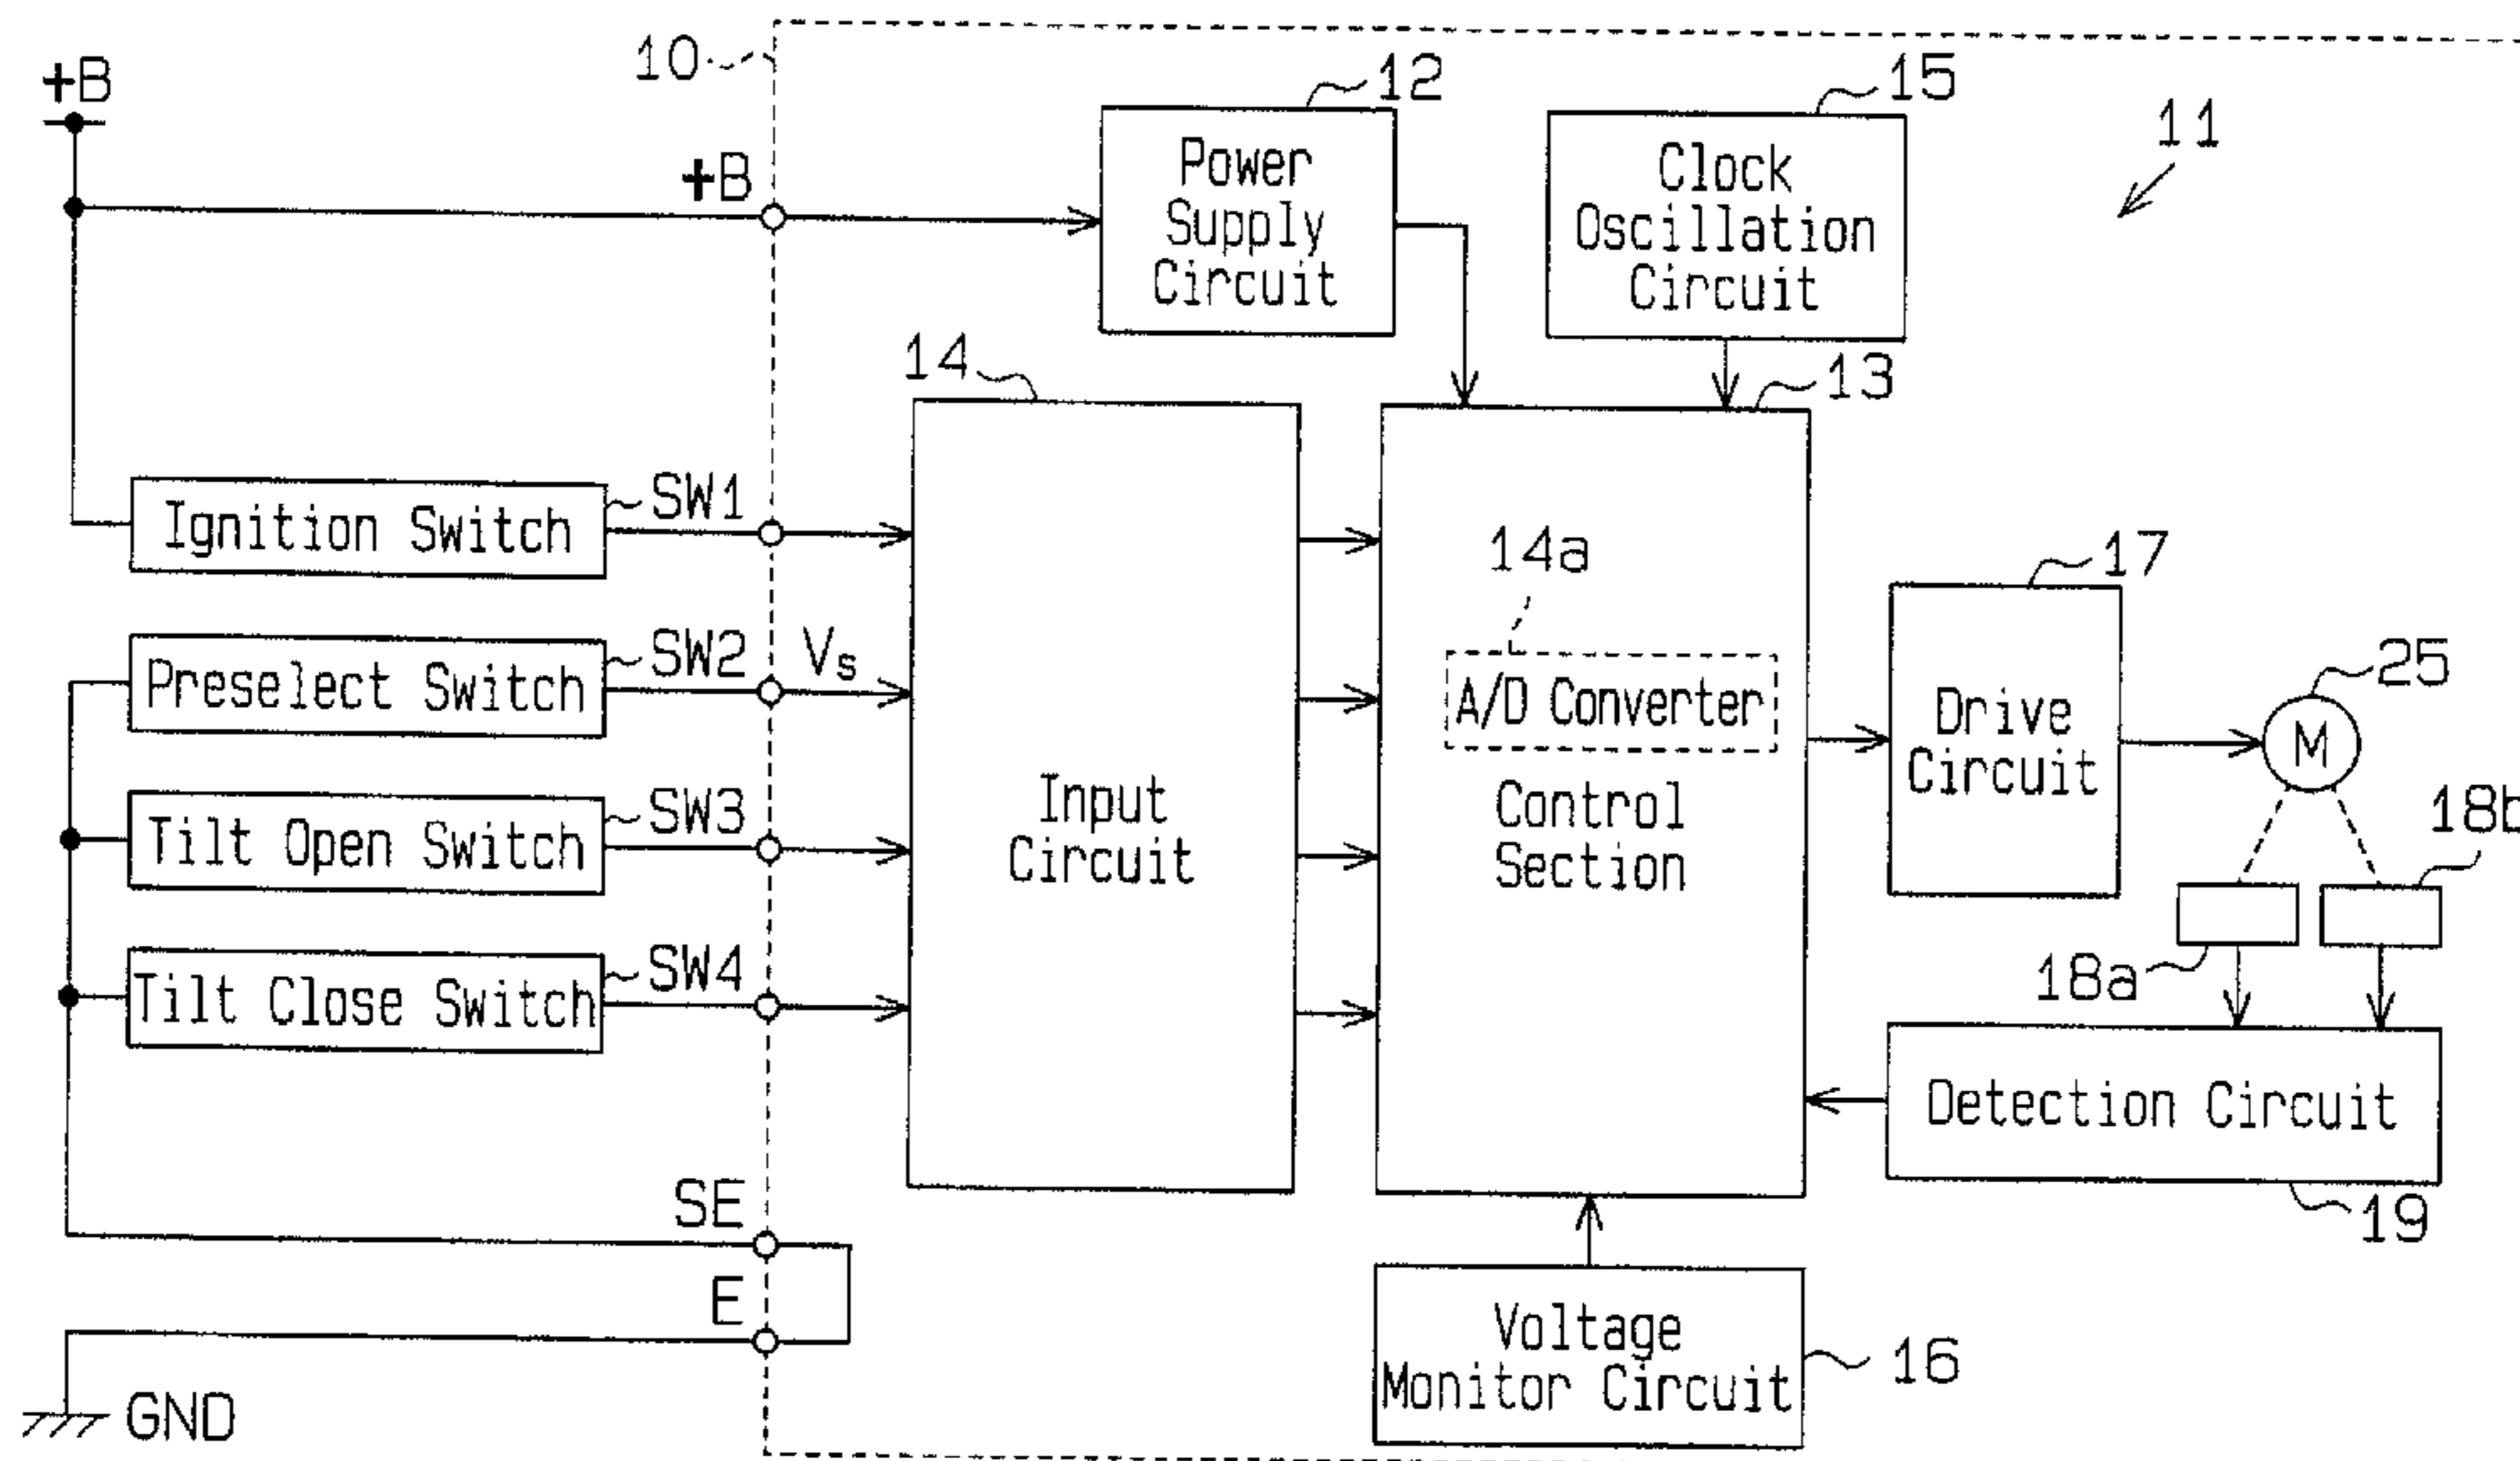 10
12
15
11
+B
+B
Power
Supply
Circuit
Clock
Oscillation
Circuit
14
13
Ignition Switch
SW1
14a
17
Preselect Switch
SW2
Vs
A/D Converter
Drive
Circuit
25
M
Tilt Open Switch
SW3
Input
Circuit
Control
Section
18b
Tilt Close Switch
SW4
18a
Detection Circuit
SE
19
E
Voltage
Monitor Circuit
16
GND